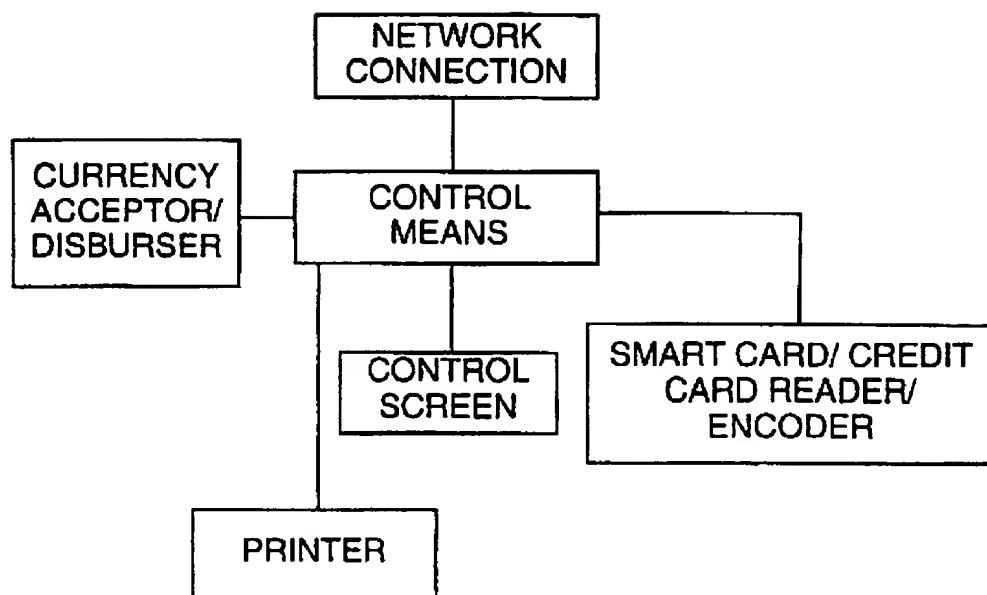 NETWORK
CONNECTION
CURRENCY
ACCEPTOR/
DISBURSER
CONTROL
MEANS
CONTROL
SCREEN
SMART CARD/ CREDIT
CARD READER/
ENCODER
PRINTER